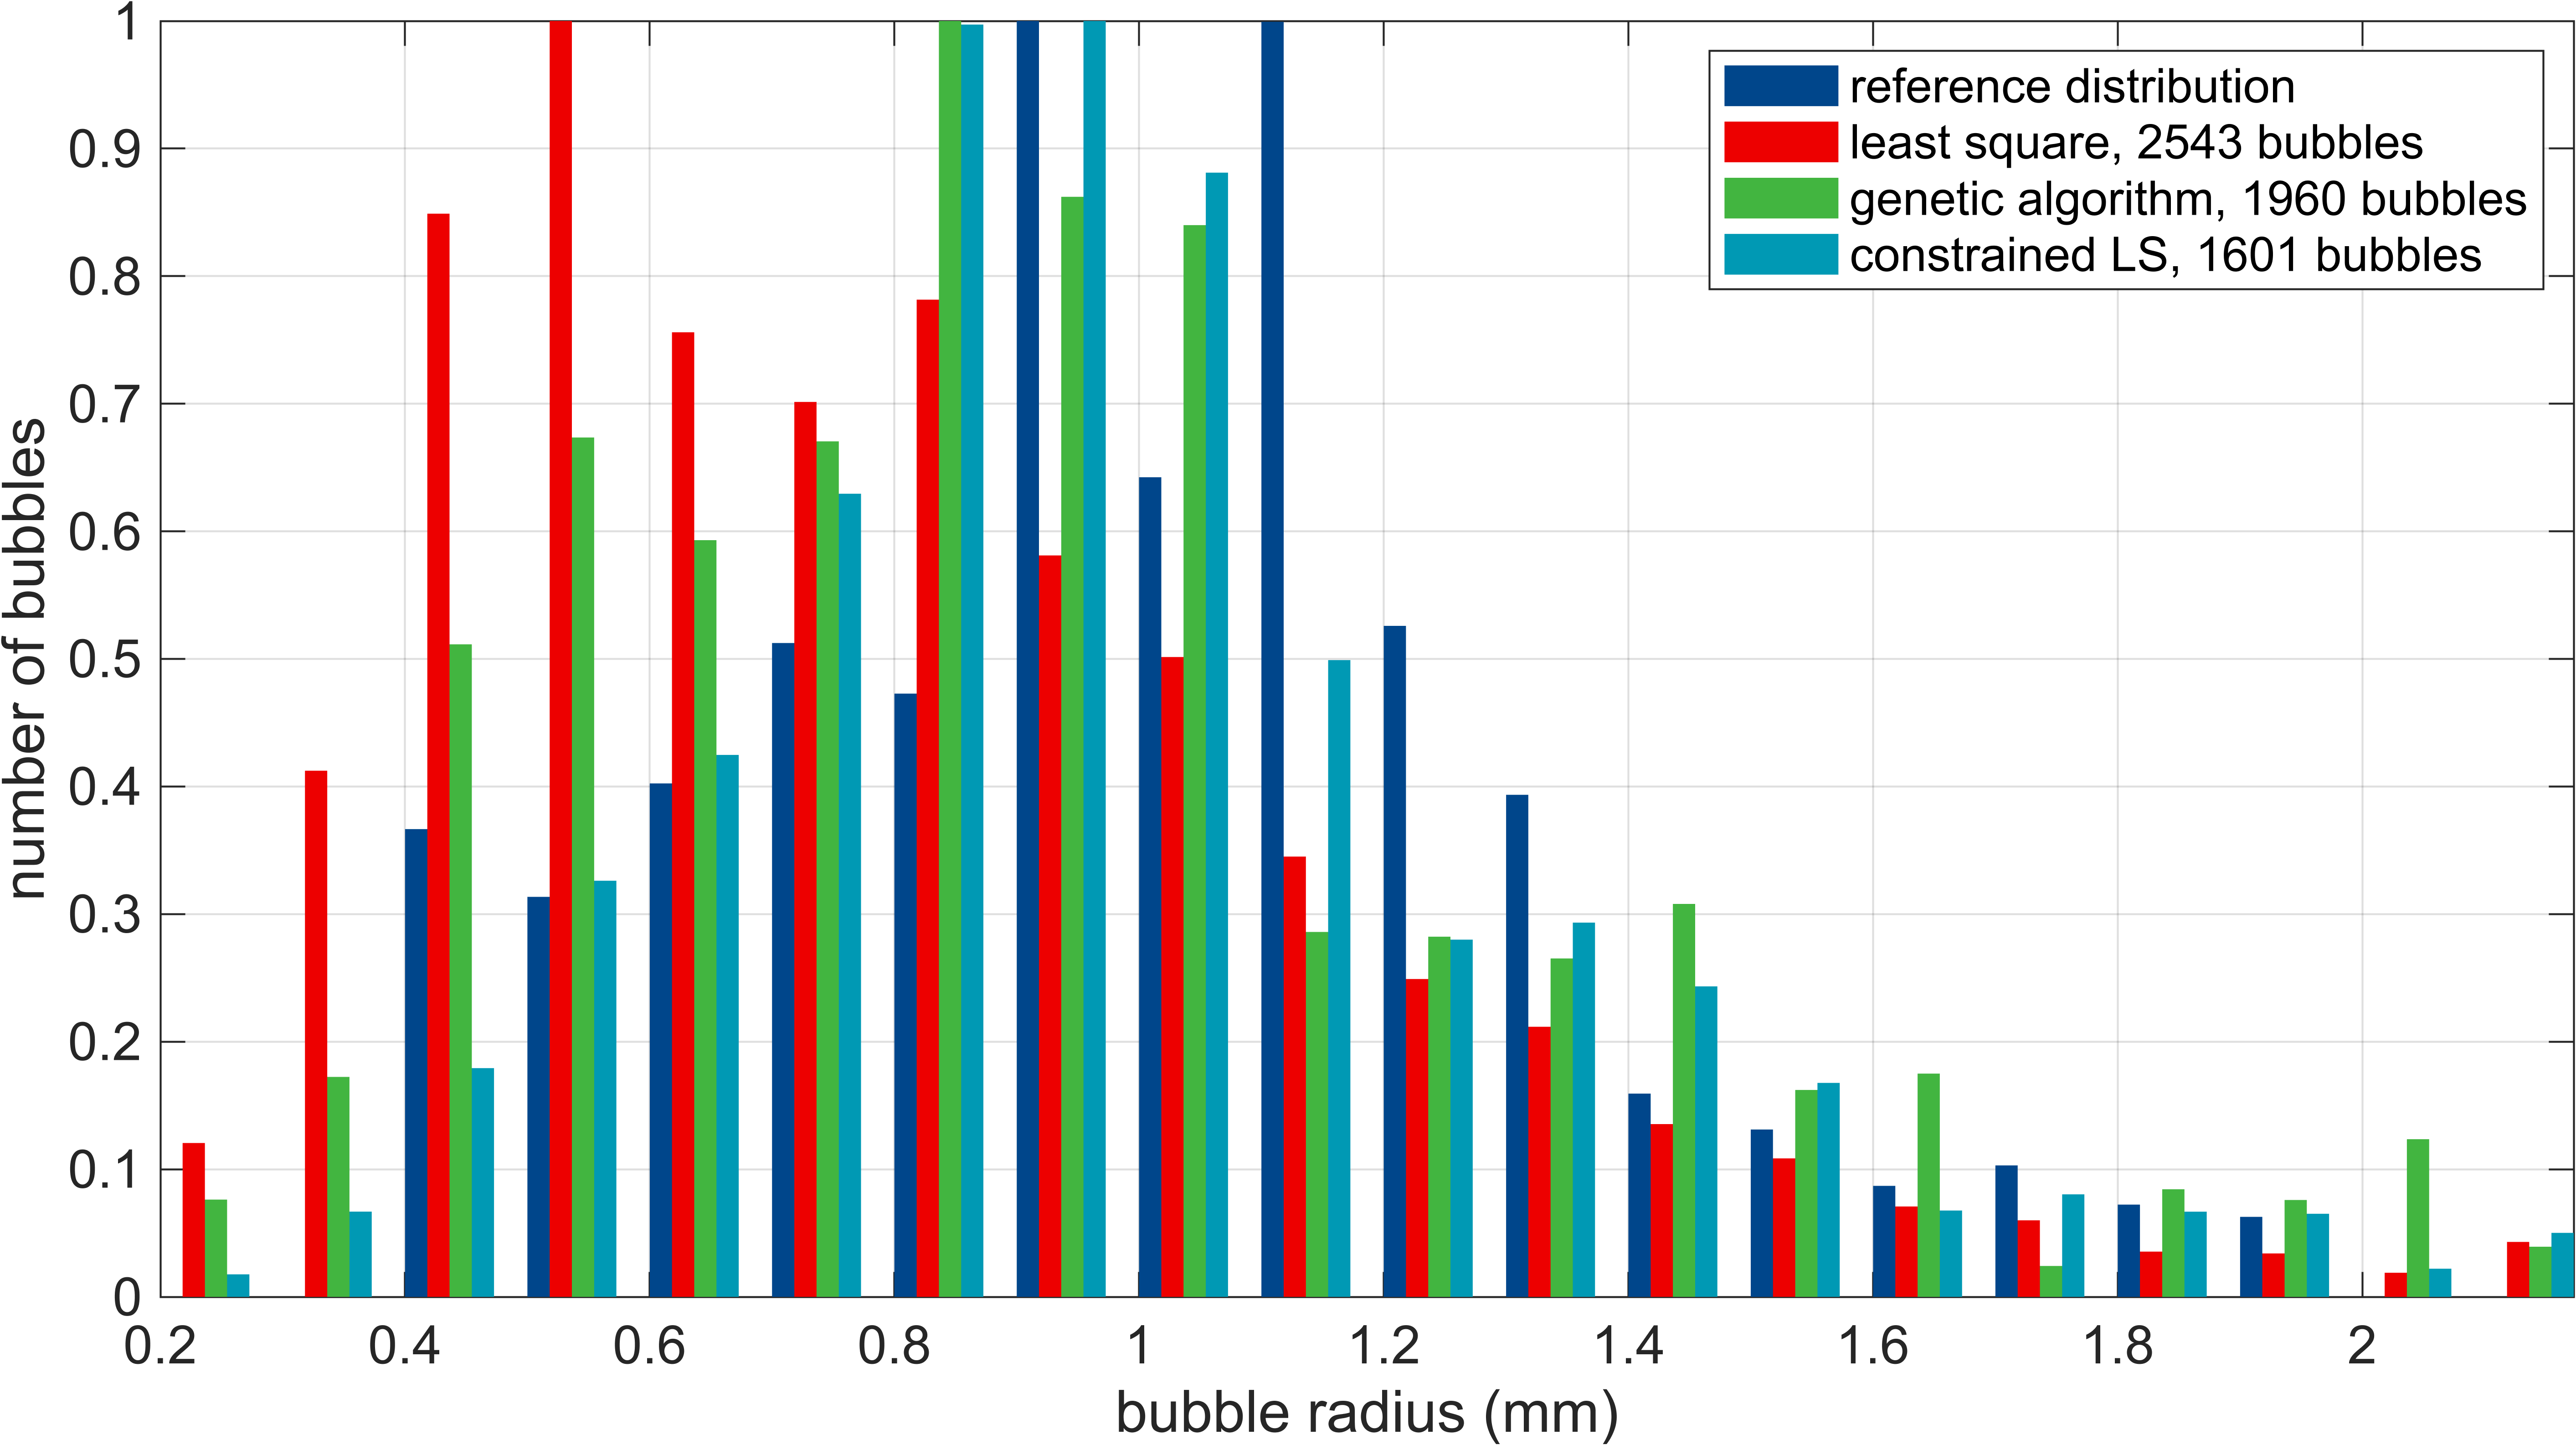 1
0.9
0.8
0.7
0.6
0.5
0.4
0.3
0.2
0.1
0
number of bubbles
reference distribution
least square, 2543 bubbles
genetic algorithm, 1960 bubbles
constrained LS, 1601 bubbles
0.2 0.4 0.6 0.8 1 1.2 1.4 1.6 1.8 2
bubble radius (mm)